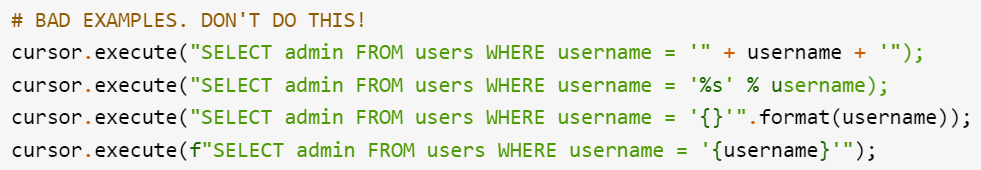 # BAD EXAMPLES. DON'T DO THIS!
cursor.execute("SELECT admin FROM users WHERE username = '" + username + '");
cursor.execute("SELECT admin FROM users WHERE username = '%s' % username);
cursor.execute("SELECT admin FROM users WHERE username = '{}'".format(username));
cursor.execute(f"SELECT admin FROM users WHERE username = '{username}'");